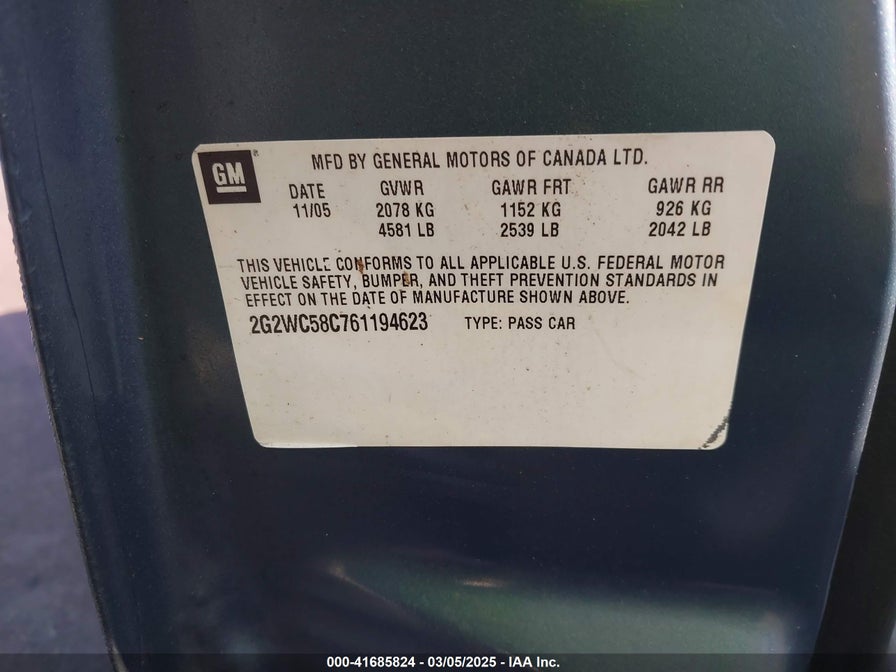 GM
MFD BY GENERAL MOTORS OF CANADA LTD.
DATE GVWR GAWR FRT GAWR RR
11/05 2078 KG 1152 KG 926 KG
4581 LB 2539 LB 2042 LB
THIS VEHICLE CONFORMS TO ALL APPLICABLE U.S. FEDERAL MOTOR
VEHICLE SAFETY, BUMPER, AND THEFT PREVENTION STANDARDS IN
EFFECT ON THE DATE OF MANUFACTURE SHOWN ABOVE.
2G2WC58C761194623 TYPE: PASS CAR
000-41685824 - 03/05/2025 - IAA Inc.